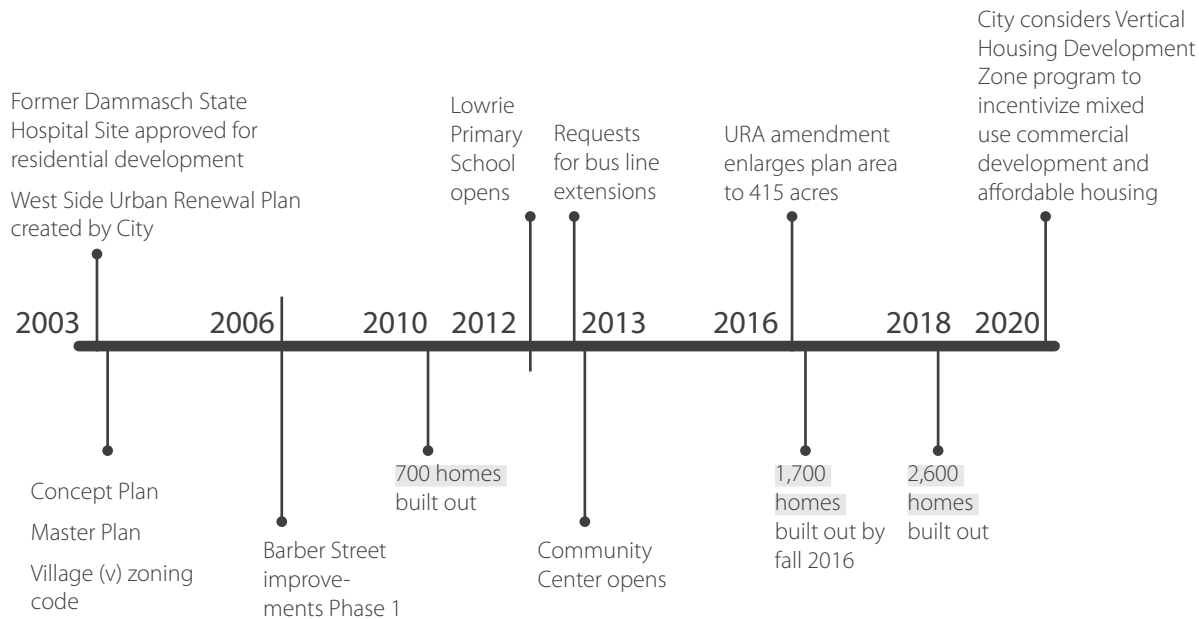 City considers Vertical
Housing Development
Zone program to
incentivize mixed
use commercial
development and
affordable housing
Former Dammasch State
Hospital Site approved for
residential development
West Side Urban Renewal Plan
created by City
Lowrie
Primary
School
opens
Requests
for bus line
extensions
URA amendment
enlarges plan area
to 415 acres
2003
2006
2010
2012
2013
2016
2018
2020
Concept Plan
Master Plan
Village (v) zoning
code
Barber Street
improve-
ments Phase 1
700 homes
built out
Community
Center opens
1,700
homes
built out by
fall 2016
2,600
homes
built out